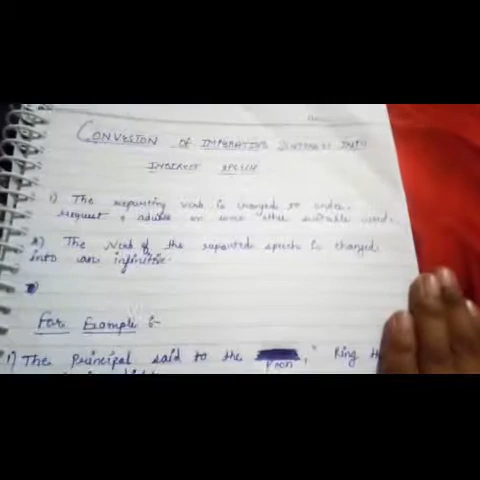 CONVESION OF IMPERATIVE SENTENCES INTO
INDIRECT SPEECH
1) The reporting verb is changed to order,
request, advise or some other suitable word.
2) The verb of the reported speech is changed
into an infinitive.
For Example :-
1) The Principal said to the Peon, " Ring